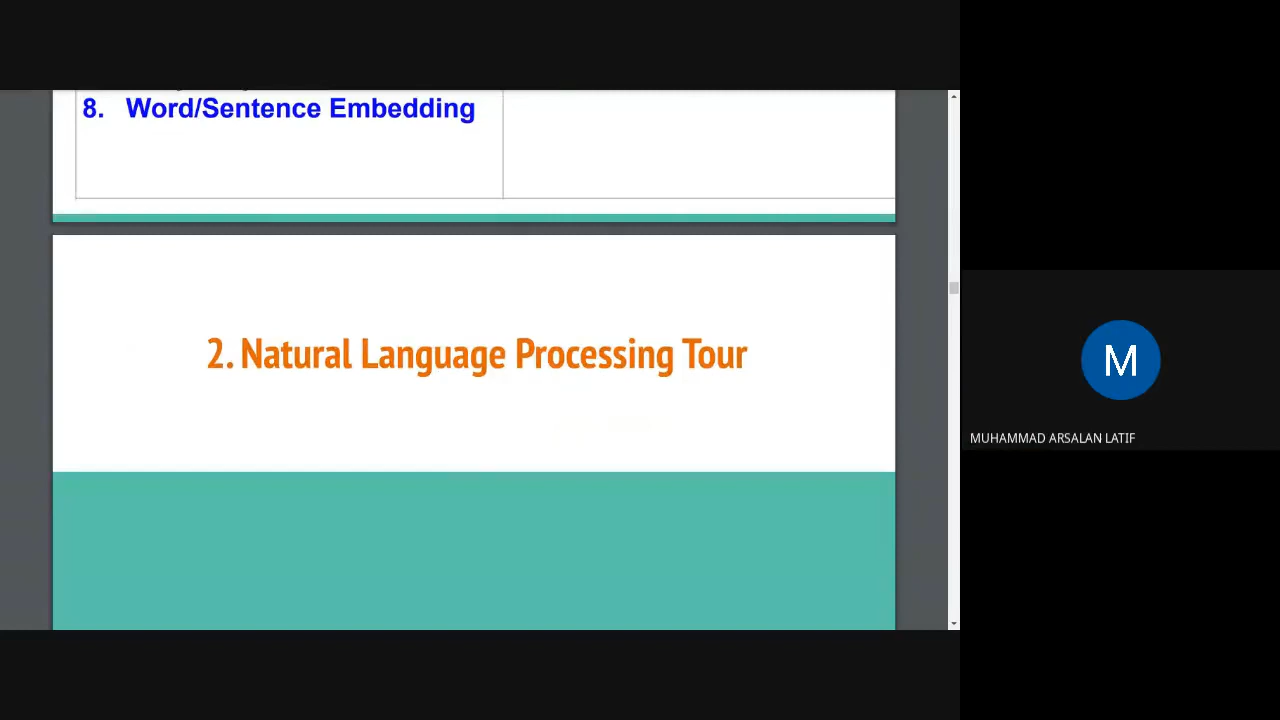 8. Word/Sentence Embedding
2. Natural Language Processing Tour
M
MUHAMMAD ARSALAN LATIF